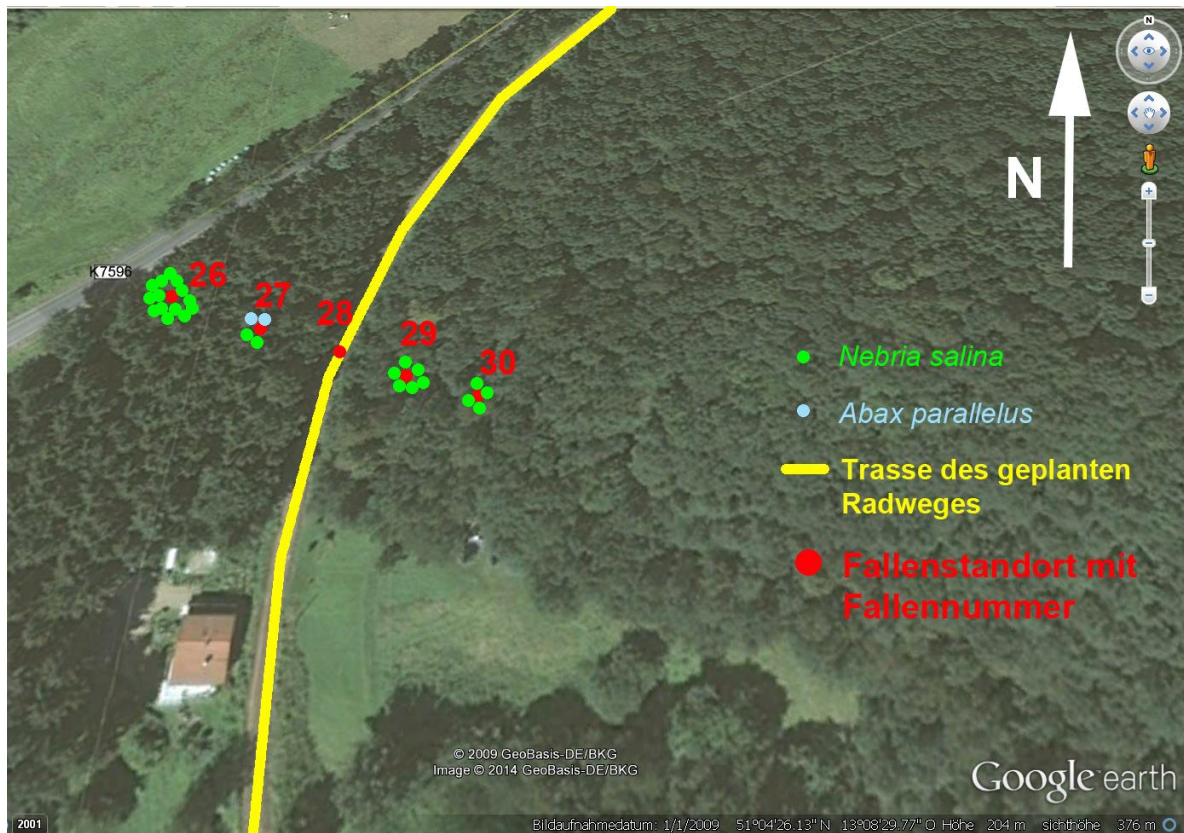 N
N
K7596
26
27
28
29
30
Nebria salina
Abax parallelus
Trasse des geplanten
Radweges
Fallenstandort mit
Fallennummer
© 2009 GeoBasis-DE/BKG
Image © 2014 GeoBasis-DE/BKG
Google earth
2001
Bildaufnahmedatum: 1/1/2009 51°04'26.13" N 13°08'29.77" O Höhe 204 m sichthöhe 376 m